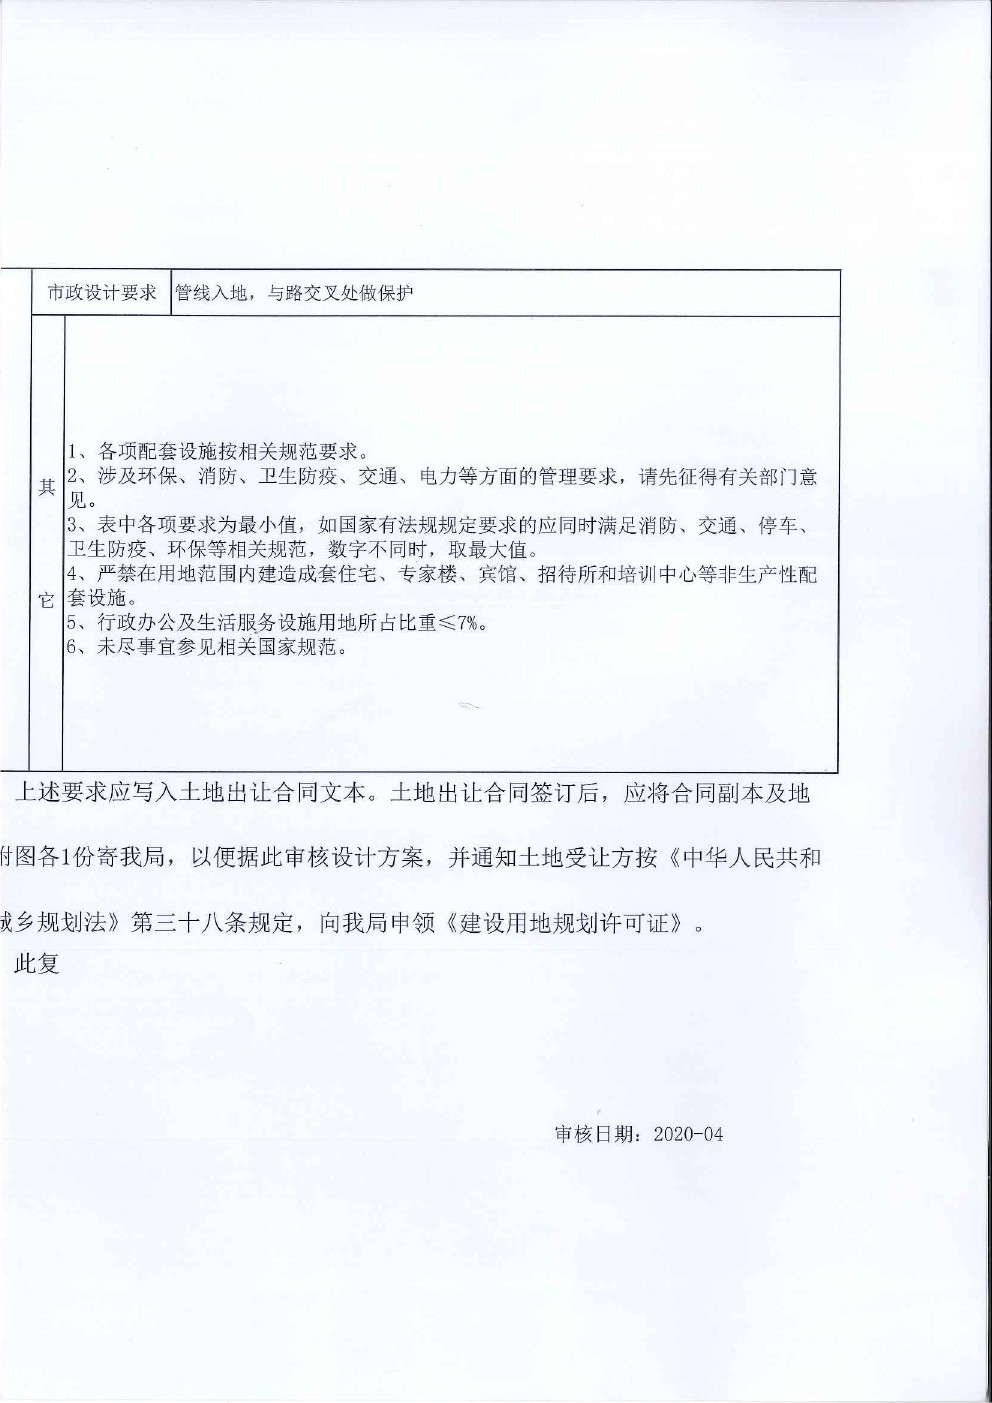 市政设计要求 管线入地，与路交叉处做保护
其它
1、各项配套设施按相关规范要求。
2、涉及环保、消防、卫生防疫、交通、电力等方面的管理要求，请先征得有关部门意
见。
3、表中各项要求为最小值，如国家有法规规定要求的应同时满足消防、交通、停车、
卫生防疫、环保等相关规范，数字不同时，取最大值。
4、严禁在用地范围内建造成套住宅、专家楼、宾馆、招待所和培训中心等非生产性配
套设施。
5、行政办公及生活服务设施用地所占比重≤7%。
6、未尽事宜参见相关国家规范。
上述要求应写入土地出让合同文本。土地出让合同签订后，应将合同副本及地
附图各1份寄我局，以便据此审核设计方案，并通知土地受让方按《中华人民共和
城乡规划法》第三十八条规定，向我局申领《建设用地规划许可证》。
此复
审核日期：2020-04